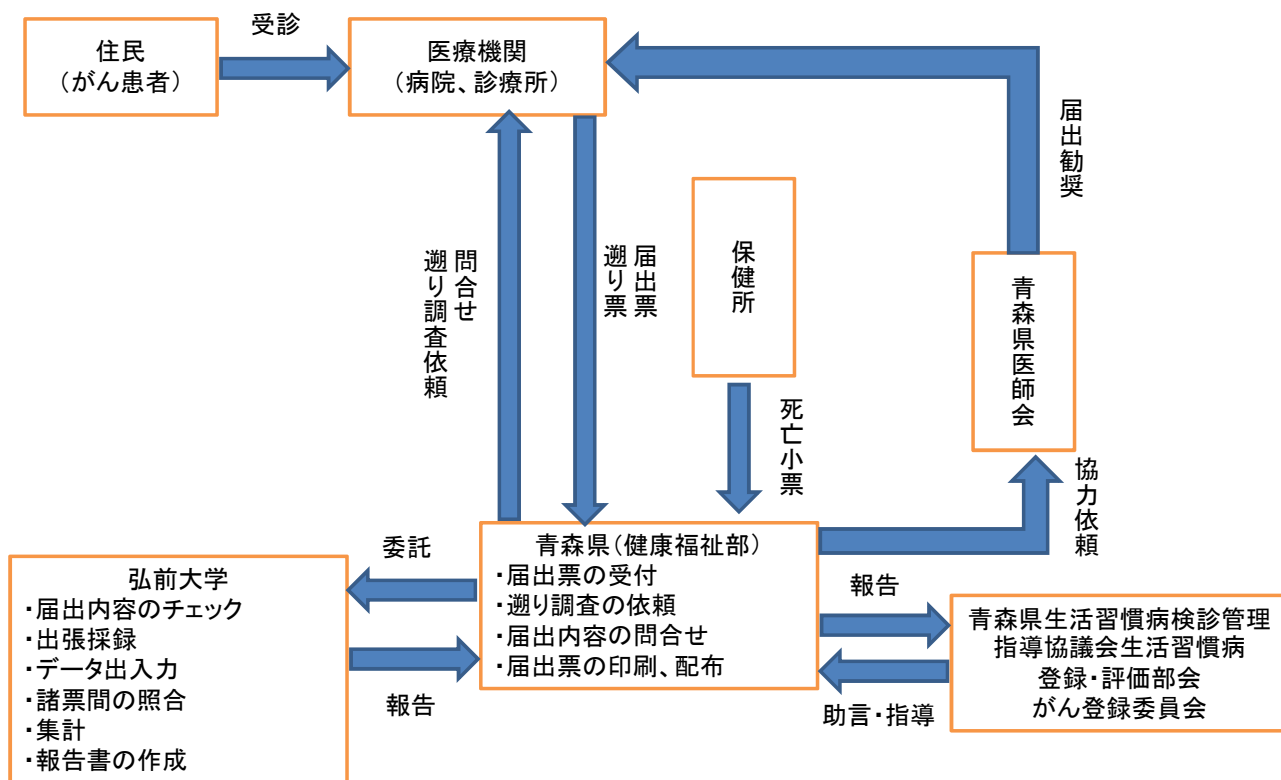 受診
住民
（がん患者）
医療機関
（病院、診療所）
届出勧奨
問合せ
遡り調査依頼
届出票
遡り票
保健所
青森県医師会
死亡小票
協力依頼
委託
青森県（健康福祉部）
・届出票の受付
・遡り調査の依頼
・届出内容の問合せ
・届出票の印刷、配布
弘前大学
・届出内容のチェック
・出張採録
・データ出入力
・諸票間の照合
・集計
・報告書の作成
報告
報告
助言・指導
青森県生活習慣病検診管理
指導協議会生活習慣病
登録・評価部会
がん登録委員会